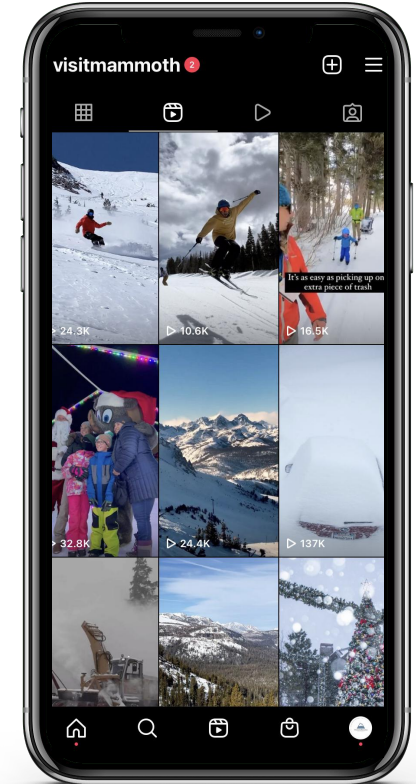 visitmammoth 2
It's as easy as picking up on
extra piece of trash
24.3K
10.6K
16.5K
32.8K
24.4K
137K